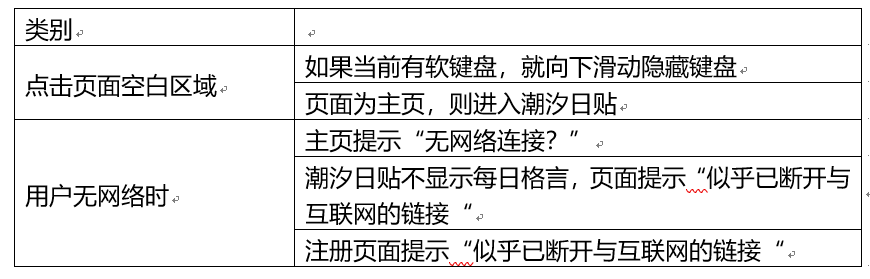 类别
点击页面空白区域
如果当前有软键盘，就向下滑动隐藏键盘
页面为主页，则进入潮汐日贴
用户无网络时
主页提示“无网络连接？”
潮汐日贴不显示每日格言，页面提示“似乎已断开与
互联网的链接“
注册页面提示“似乎已断开与互联网的链接“